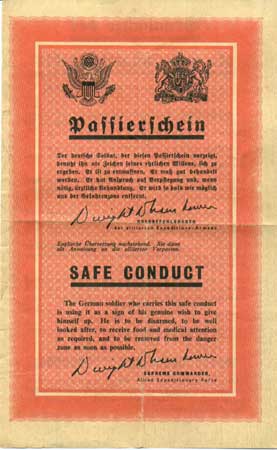 Passierschein
Der deutsche Soldat, der diesen Passierschein vorzeigt,
benutzt ihn als Zeichen seines ehrlichen Willens, sich zu
ergeben. Er ist zu entwaffnen. Er muß gut behandelt
werden. Er hat Anspruch auf Verpflegung und, wenn
nötig, ärztliche Behandlung. Er wird so bald wie möglich
aus der Gefahrenzone entfernt.
Dwight D Eisenhower
OBERBEFEHLSHABER
der alliierten Expeditions-Armee
Englische Übersetzung nachstehend. Sie dient
als Anweisung an die alliierten Vorposten.
SAFE CONDUCT
The German soldier who carries this safe conduct
is using it as a sign of his genuine wish to give
himself up. He is to be disarmed, to be well
looked after, to receive food and medical attention
as required, and to be removed from the danger
zone as soon as possible.
Dwight D Eisenhower
SUPREME COMMANDER,
Allied Expeditionary Force